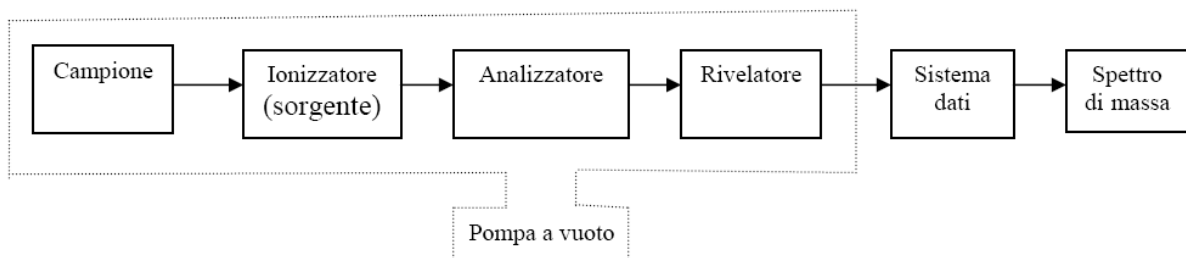 Campione
Ionizzatore
(sorgente)
Analizzatore
Rivelatore
Sistema
dati
Spettro
di massa
Pompa a vuoto